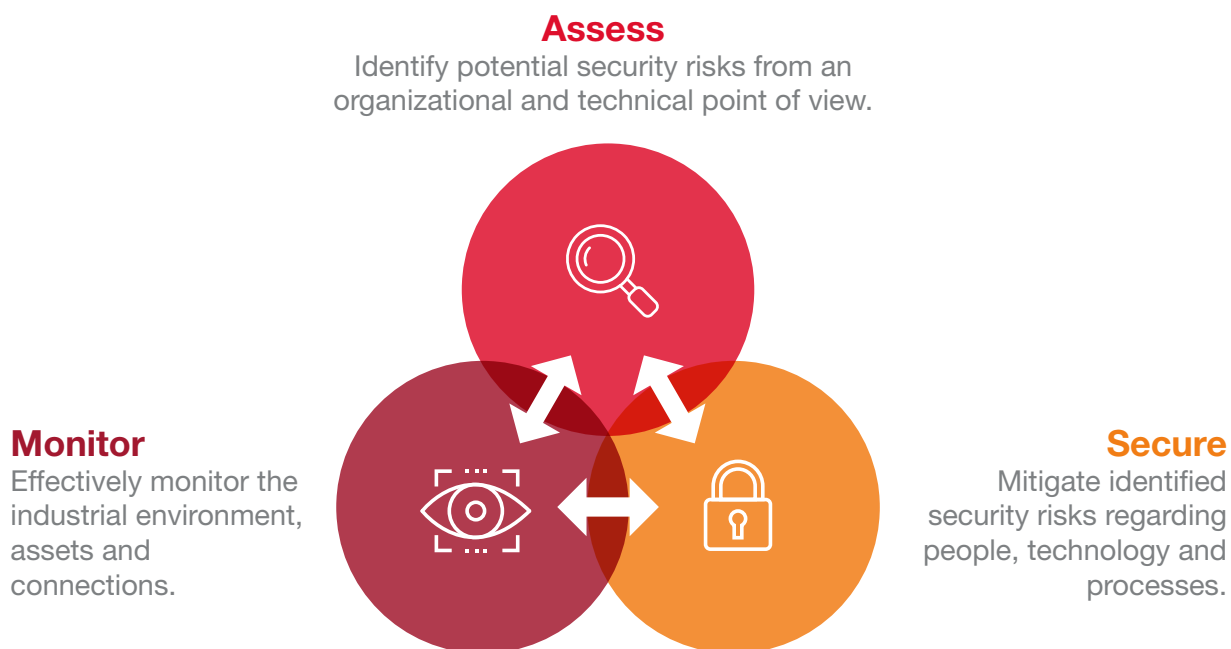 Assess
Identify potential security risks from an
organizational and technical point of view.
Monitor
Effectively monitor the
industrial environment,
assets and
connections.
Secure
Mitigate identified
security risks regarding
people, technology and
processes.